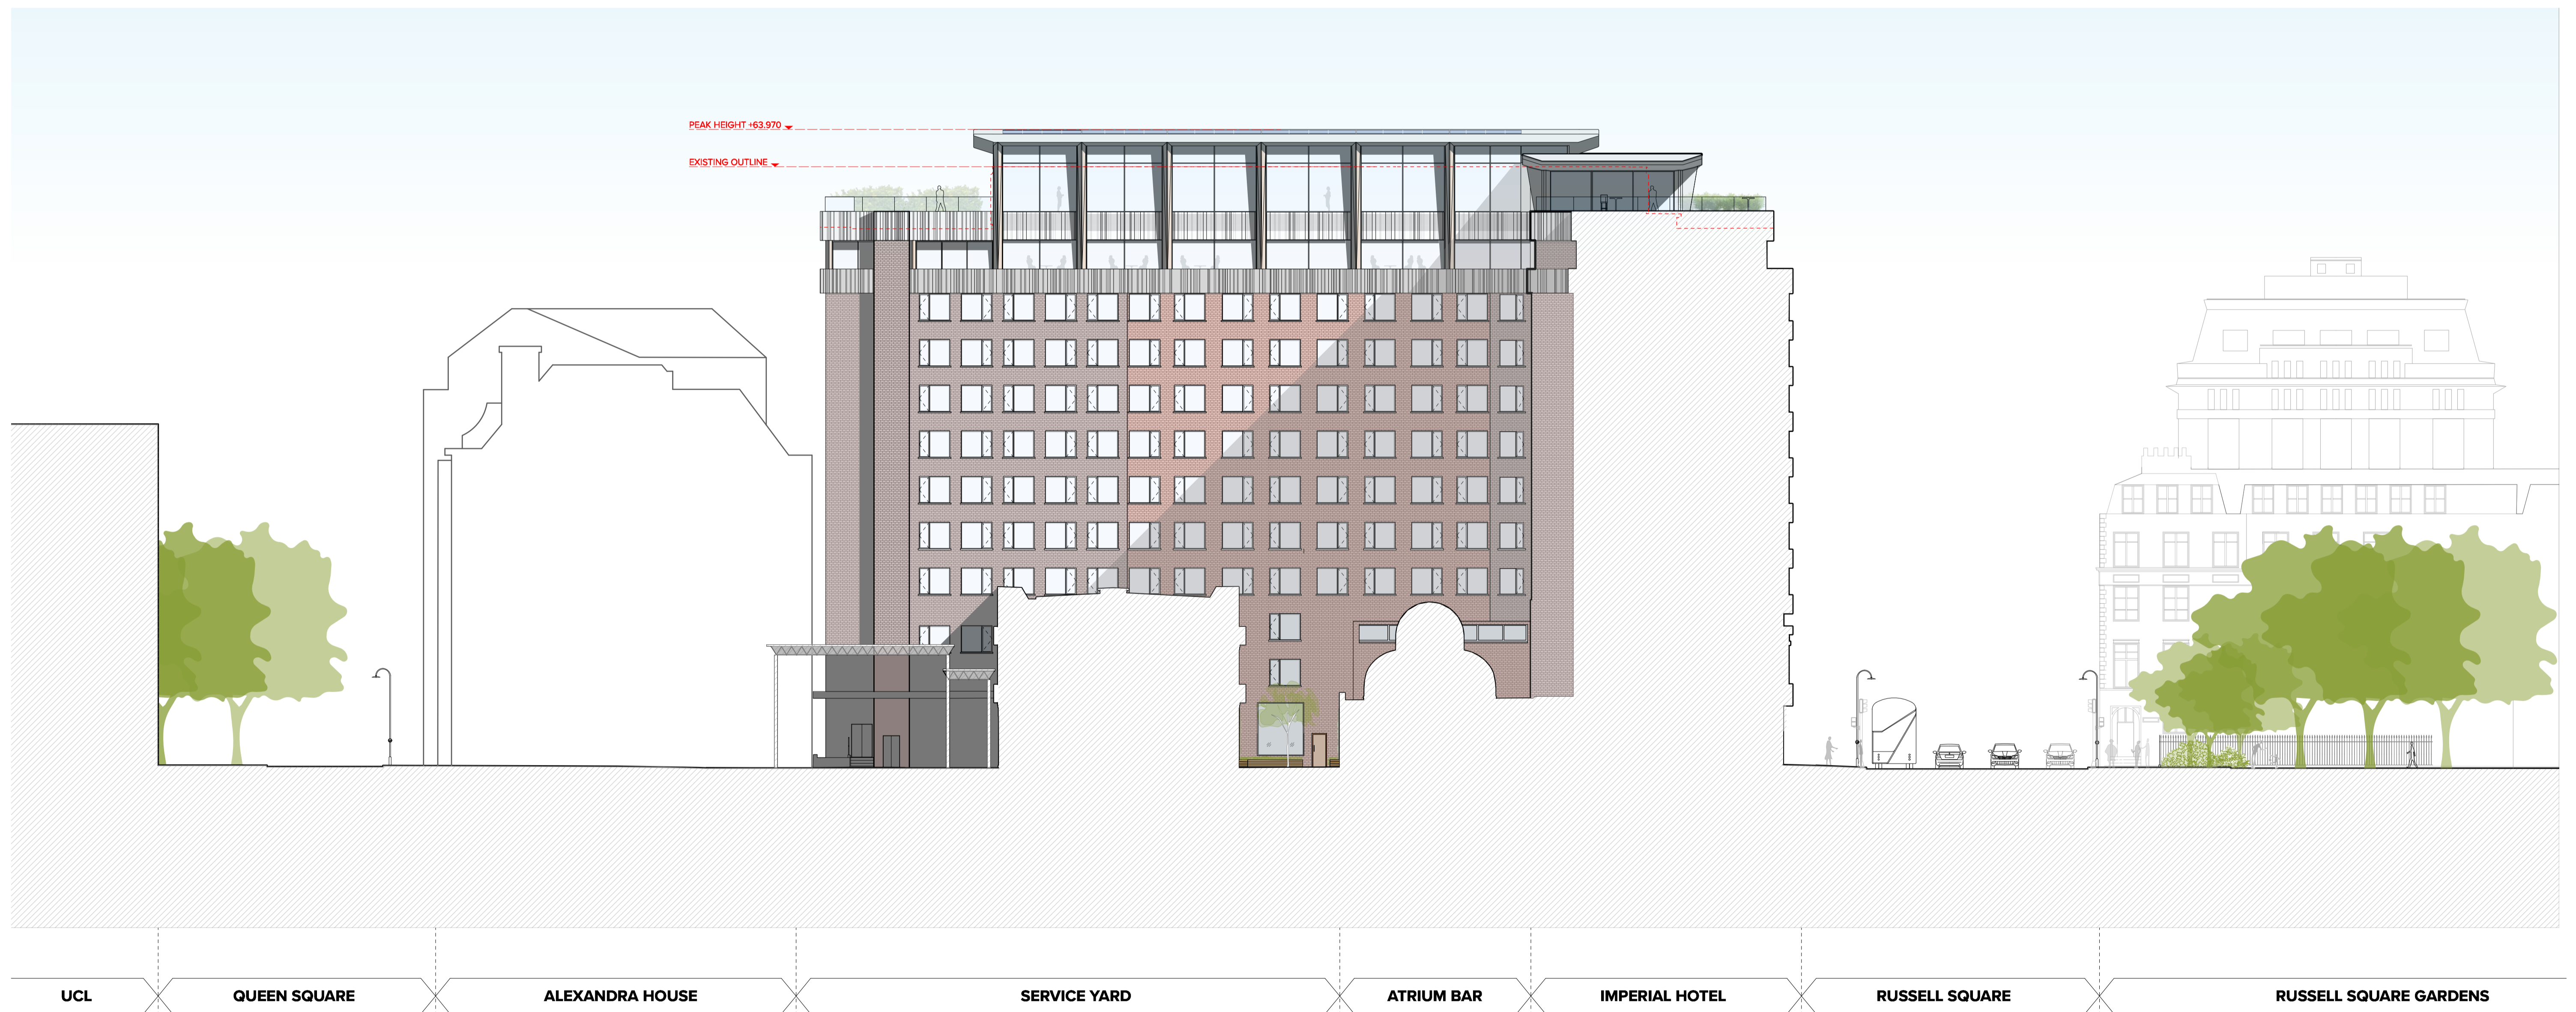 PEAK HEIGHT +63.970
EXISTING OUTLINE
UCL
QUEEN SQUARE
ALEXANDRA HOUSE
SERVICE YARD
ATRIUM BAR
IMPERIAL HOTEL
RUSSELL SQUARE
RUSSELL SQUARE GARDENS